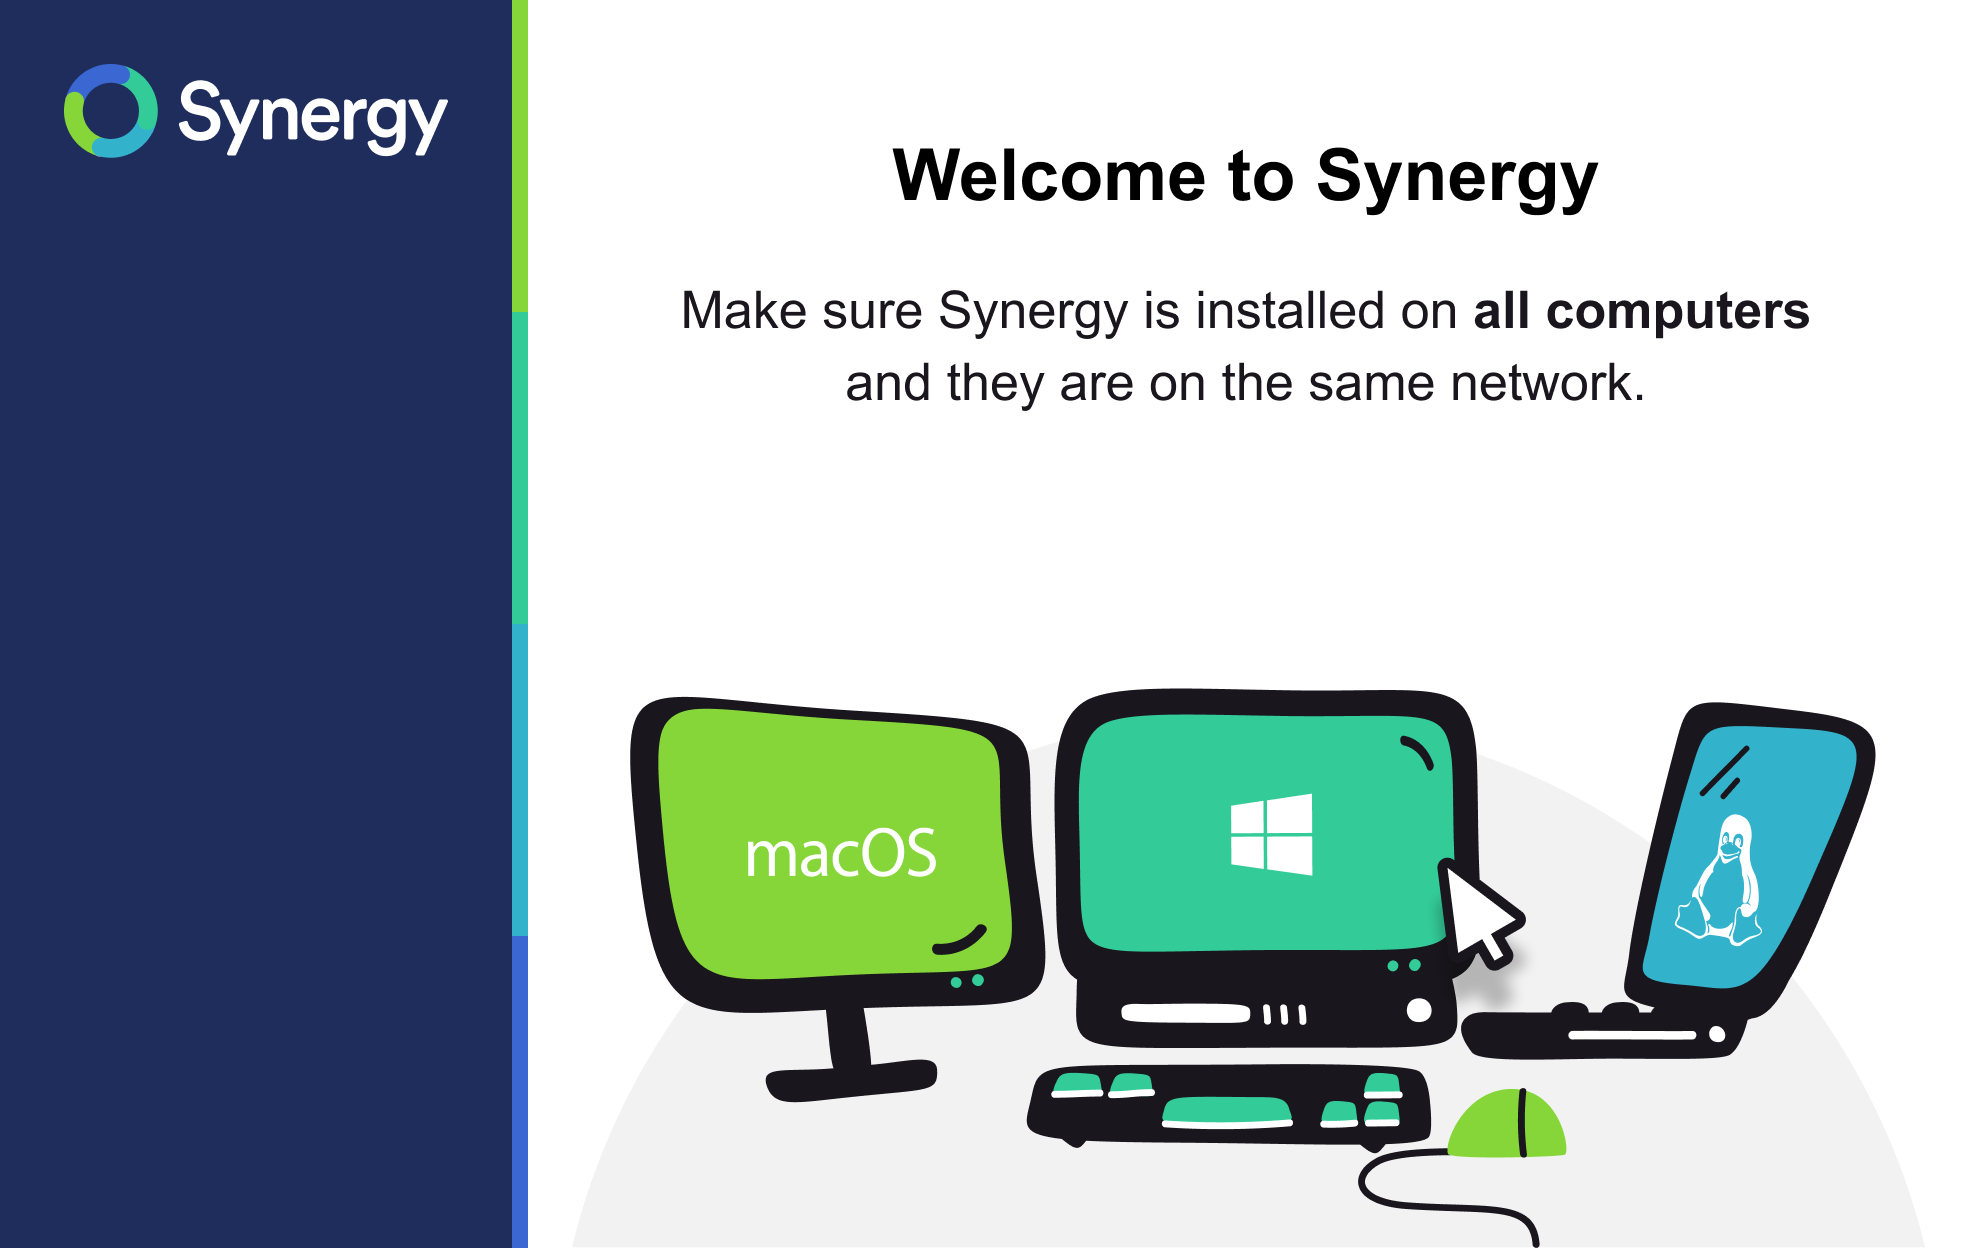 Synergy
Welcome to Synergy
Make sure Synergy is installed on all computers
and they are on the same network.
macOS